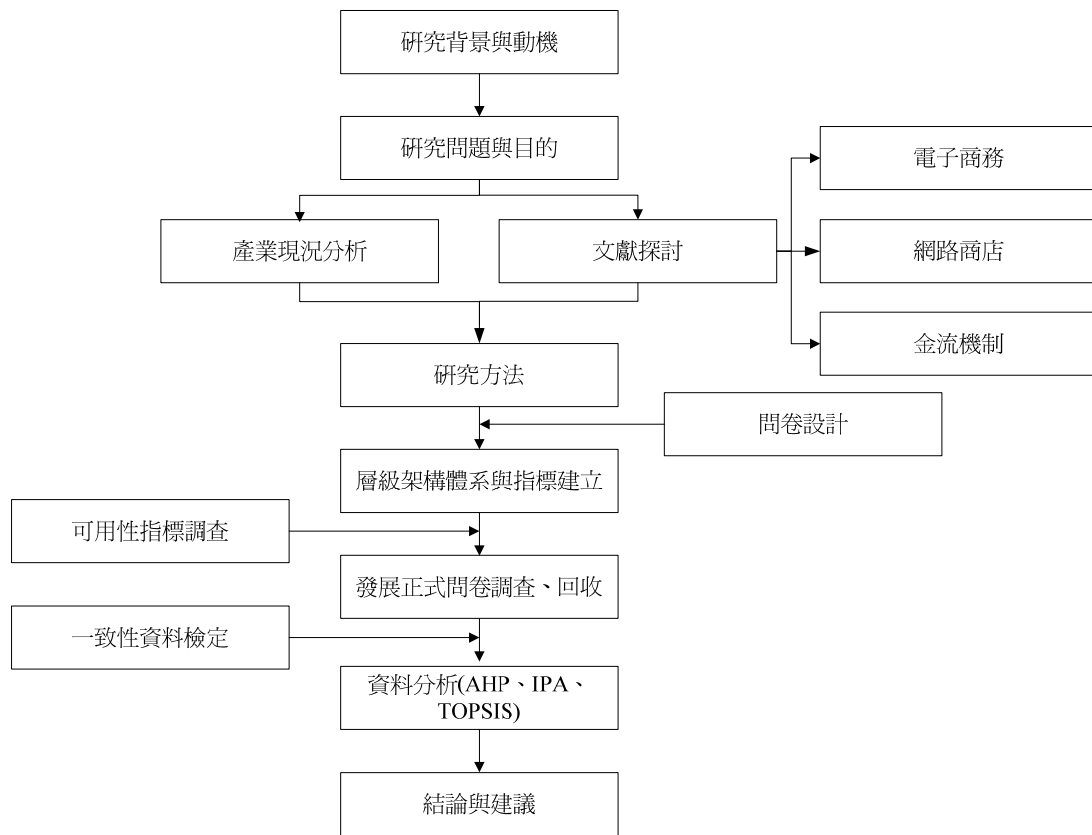 研究背景與動機
研究問題與目的
電子商務
產業現況分析
文獻探討
網路商店
金流機制
研究方法
問卷設計
層級架構體系與指標建立
可用性指標調查
發展正式問卷調查、回收
一致性資料檢定
資料分析(AHP、IPA、
TOPSIS)
結論與建議